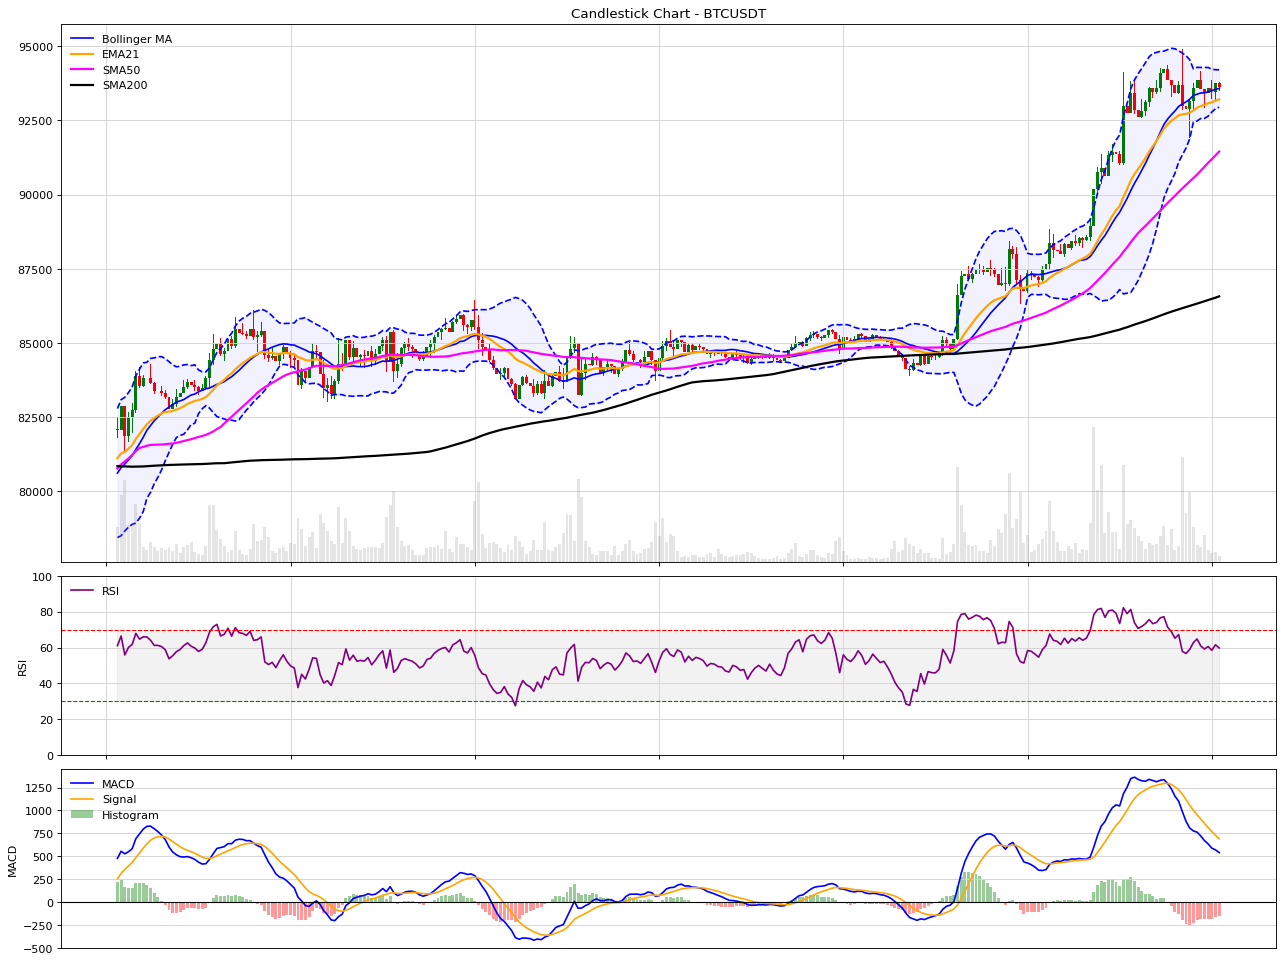 Candlestick Chart - BTCUSDT
Bollinger MA
EMA21
SMA50
SMA200
95000
92500
90000
87500
85000
82500
80000
RSI
RSI
100
80
60
40
20
0
MACD
Signal
Histogram
MACD
1250
1000
750
500
250
0
−250
−500